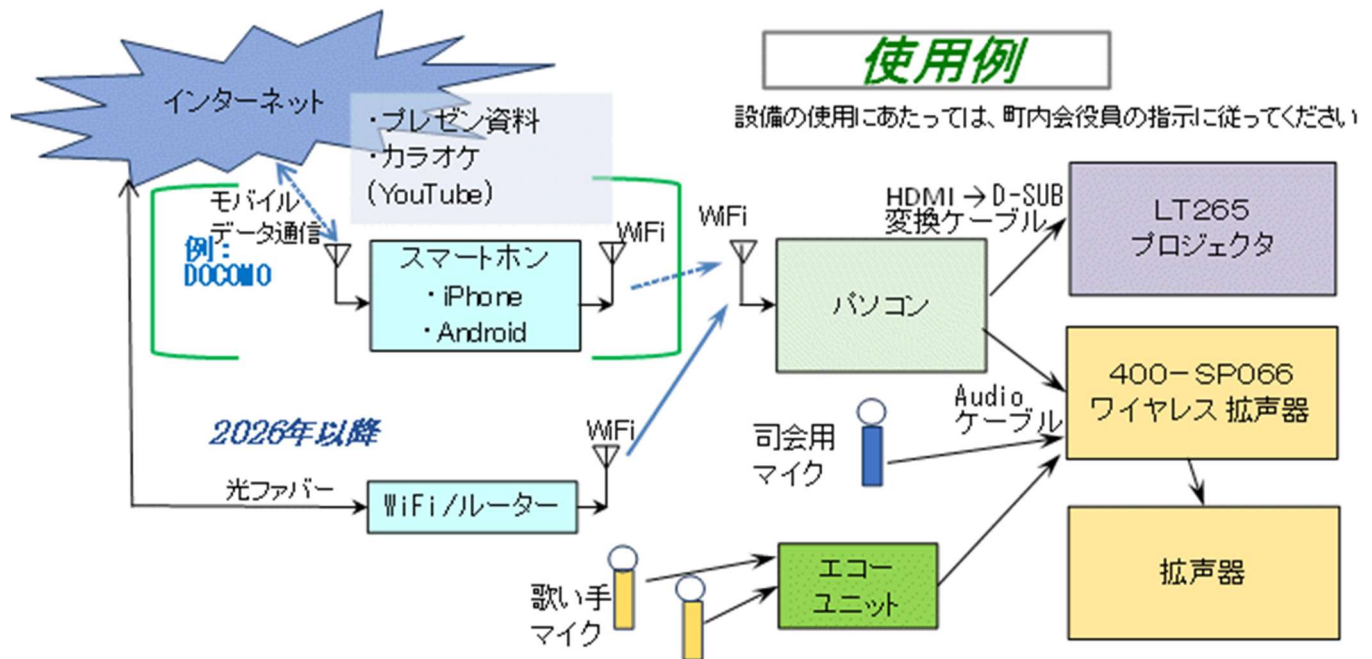 使用例
設備の使用にあたっては、町内会役員の指示に従ってください
インターネット
・プレゼン資料
・カラオケ
(YouTube)
モバイル
データ通信
例:
DOCOMO
スマートホン
・iPhone
・Android
WiFi
WiFi
パソコン
HDMI → D-SUB
変換ケーブル
LT265
プロジェクタ
400-SP066
ワイヤレス 拡声器
Audio
ケーブル
司会用
マイク
2026年以降
光ファバー
WiFi/ルーター
WiFi
歌い手
マイク
エコー
ユニット
拡声器